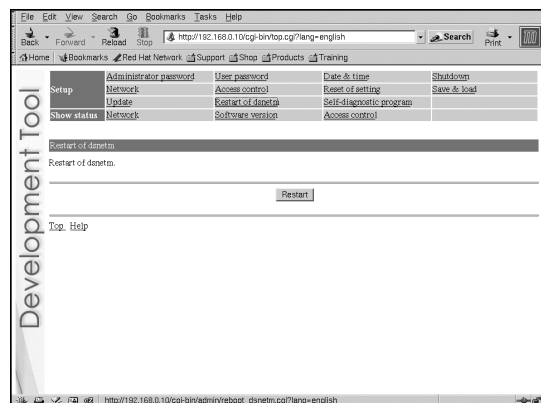 File Edit View Search Go Bookmarks Tasks Help
Back Forward Reload Stop http://192.168.0.10/cgi-bin/top.cgi?lang=english Search Print
Home Bookmarks Red Hat Network Support Shop Products Training
Development Tool
Setup Administrator password User password Date & time Shutdown
Network Access control Reset of setting Save & load
Update Restart of dsnetm Self-diagnostic program
Show status Network Software version Access control
Restart of dsnetm
Restart of dsnetm.
Restart
Top Help
http://192.168.0.10/cgi-bin/admin/reboot_dsnetm.cgi?lang=english